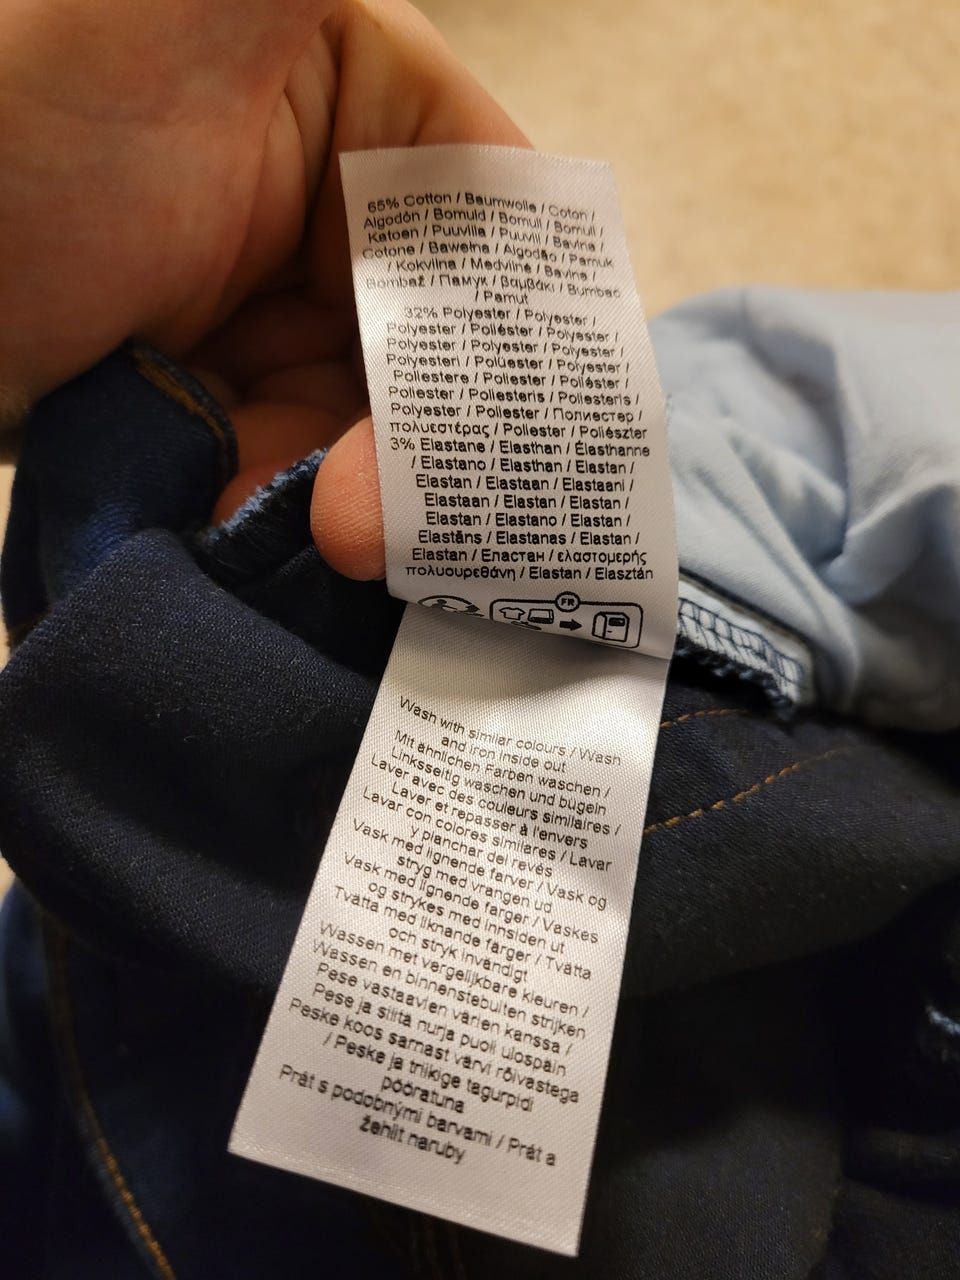 65% Cotton / Baumwolle / Coton /
Algodón / Bomuld / Bomull / Bomull /
Katoen / Puuvilla / Puuvill / Bavlna /
Cotone / Bawełna / Algodão / Pamuk
/ Kokvilna / Medvilnė / Bavlna /
Bombaž / Памук / βαμβάκι / Bumbac
/ Pamut
32% Polyester / Polyester /
Polyester / Poliéster / Polyester /
Polyester / Polyester / Polyester /
Polyesteri / Polüester / Polyester /
Poliestere / Poliester / Poliéster /
Poliester / Poliesteris / Poliesteris /
Polyester / Poliester / Полиестер /
πολυεστέρας / Poliester / Poliészter
3% Elastane / Elasthan / Élasthanne
/ Elastano / Elasthan / Elastan /
Elastan / Elastaan / Elastaani /
Elastaan / Elastan / Elastan /
Elastan / Elastano / Elastan /
Elastāns / Elastanas / Elastan /
Elastan / Еластан / ελαστομερής
πολυουρεθάνη / Elastan / Elasztán
FR
Wash with similar colours / Wash
and iron inside out
Mit ähnlichen Farben waschen /
Linksseitig waschen und bügeln
Laver avec des couleurs similaires /
Laver et repasser à l'envers
Lavar con colores similares / Lavar
y planchar del revés
Vask med lignende farver / Vask og
stryg med vrangen ud
Vask med lignende farger / Vaskes
og strykes med innsiden ut
Tvätta med liknande färger / Tvätta
och stryk invändigt
Wassen met vergelijkbare kleuren /
Wassen en binnenstebuiten strijken
Pese vastaavien värien kanssa /
Pese ja silitä nurja puoli ulospäin
Peske koos sarnast värvi rõivastega
/ Peske ja triikige tagurpidi
pööratuna
Prát s podobnými barvami / Prát a
žehlit naruby